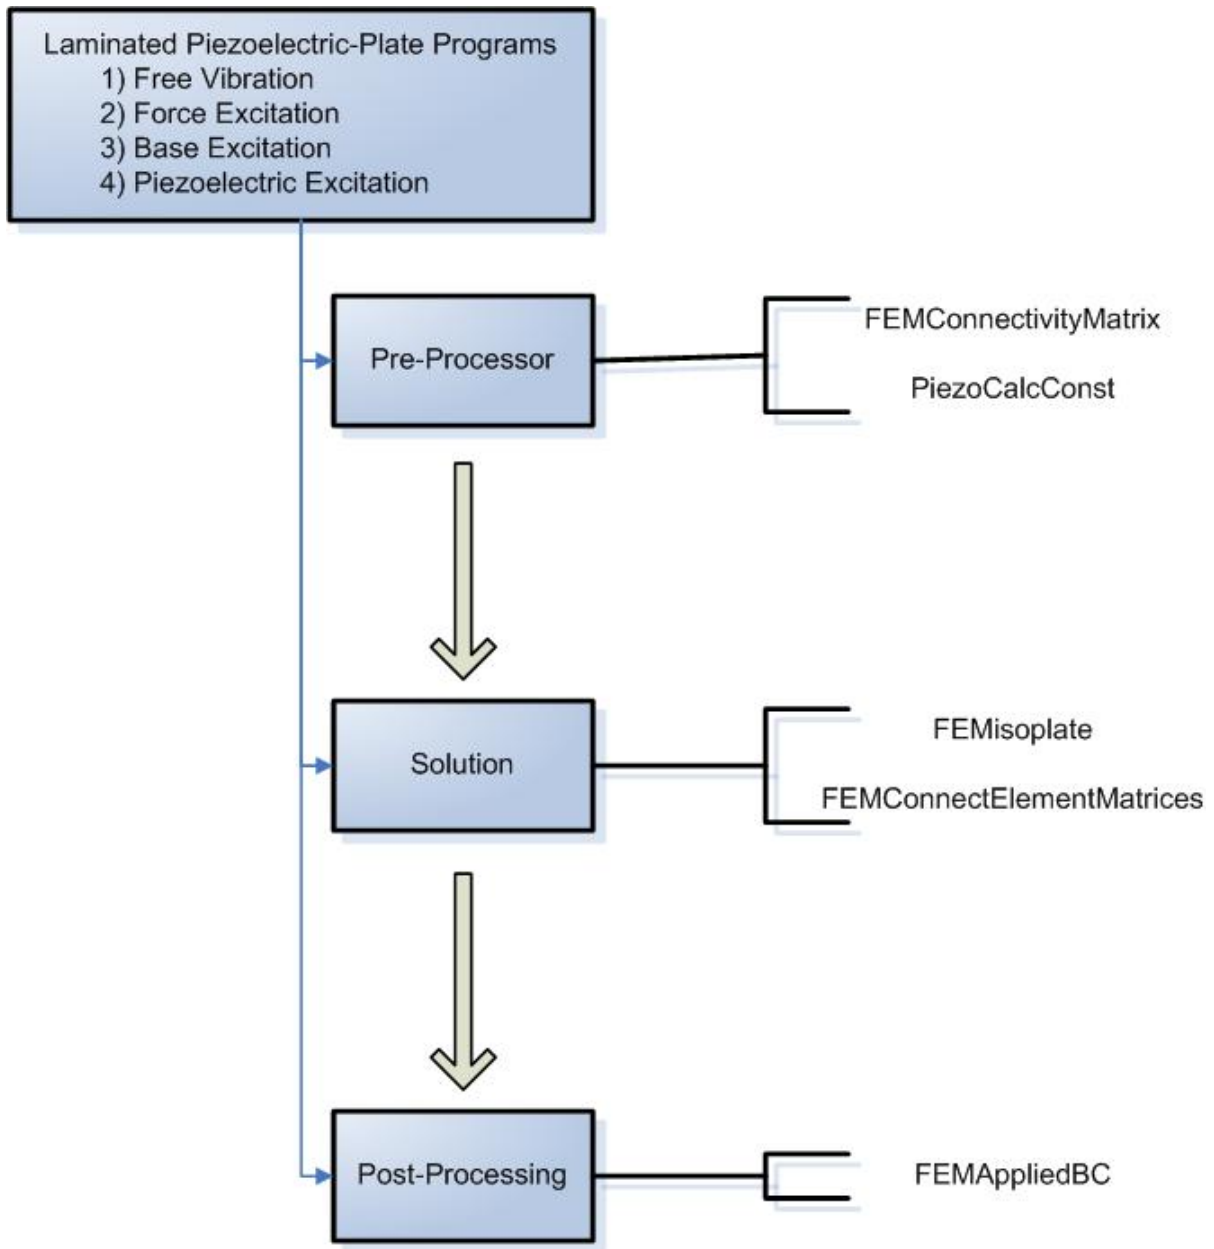 Laminated Piezoelectric-Plate Programs
1) Free Vibration
2) Force Excitation
3) Base Excitation
4) Piezoelectric Excitation
Pre-Processor
FEMConnectivityMatrix
PiezoCalcConst
Solution
FEMisoplate
FEMConnectElementMatrices
Post-Processing
FEMAppliedBC